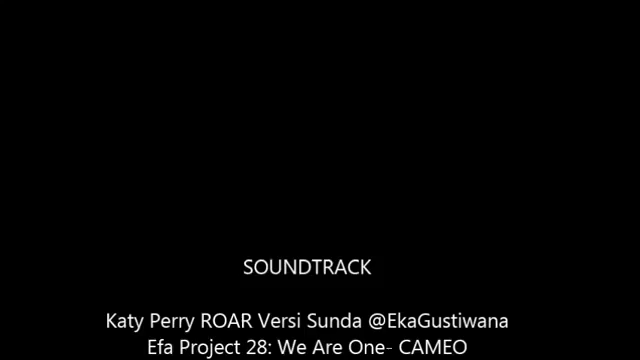 SOUNDTRACK
Katy Perry ROAR Versi Sunda @EkaGustiwana
Efa Project 28: We Are One- CAMEO